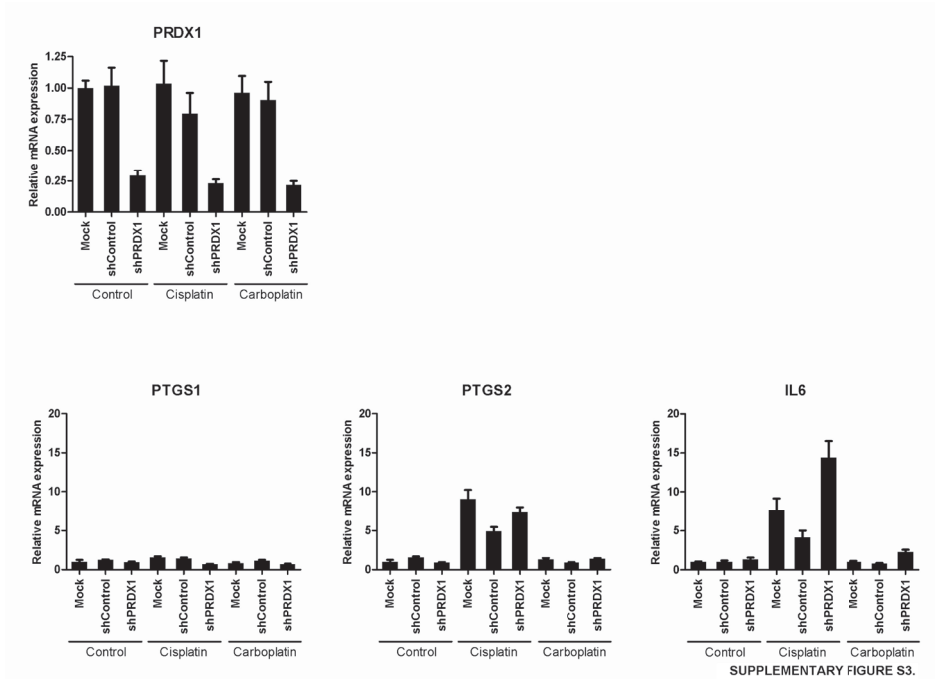 PRDX1
Relative mRNA expression
1.25
1.00
0.75
0.50
0.25
0.00
Mock
shControl
shPRDX1
Mock
shControl
shPRDX1
Mock
shControl
shPRDX1
Control
Cisplatin
Carboplatin
PTGS1
Relative mRNA expression
20
15
10
5
0
Mock
shControl
shPRDX1
Mock
shControl
shPRDX1
Mock
shControl
shPRDX1
Control
Cisplatin
Carboplatin
PTGS2
Relative mRNA expression
20
15
10
5
0
Mock
shControl
shPRDX1
Mock
shControl
shPRDX1
Mock
shControl
shPRDX1
Control
Cisplatin
Carboplatin
IL6
Relative mRNA expression
20
15
10
5
0
Mock
shControl
shPRDX1
Mock
shControl
shPRDX1
Mock
shControl
shPRDX1
Control
Cisplatin
Carboplatin
SUPPLEMENTARY FIGURE S3.